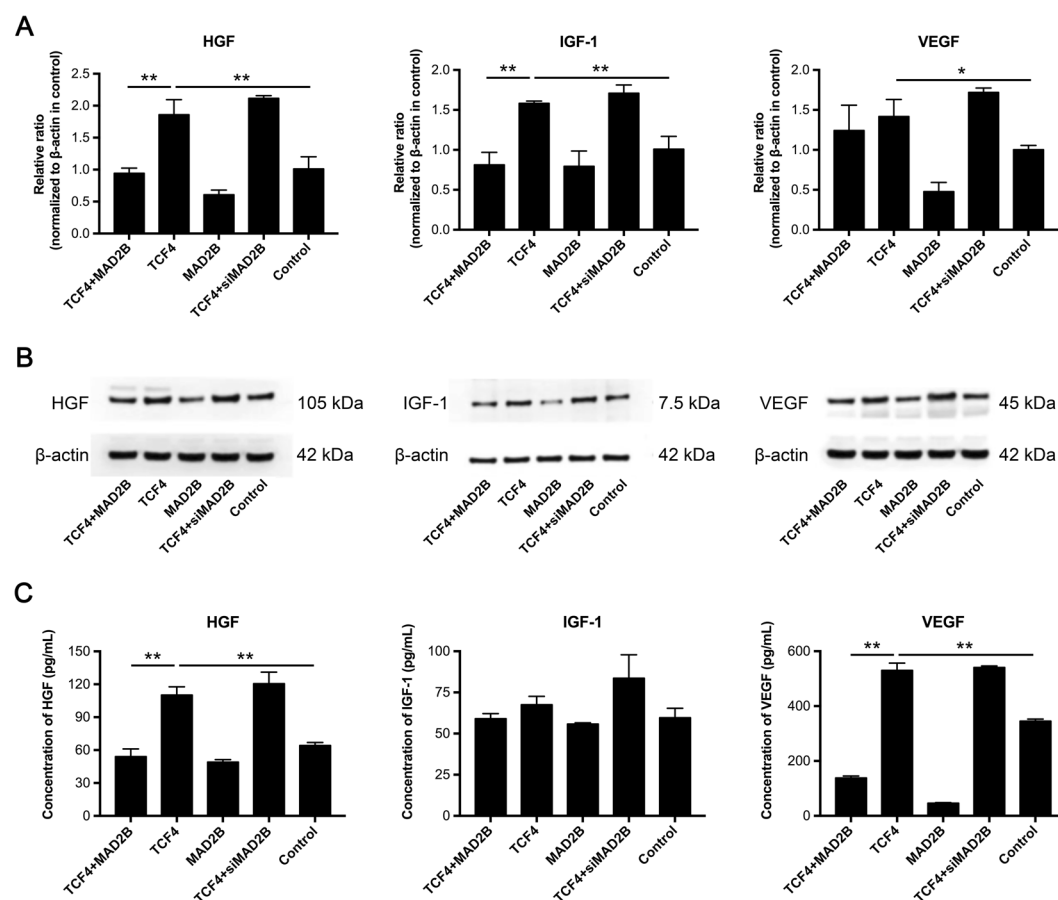 A
HGF
Relative ratio
(normalized to β-actin in control)
2.5
2.0
1.5
1.0
0.5
0.0
** **
TCF4+MAD2B
TCF4
MAD2B
TCF4+siMAD2B
Control
IGF-1
Relative ratio
(normalized to β-actin in control)
2.0
1.5
1.0
0.5
0.0
** **
TCF4+MAD2B
TCF4
MAD2B
TCF4+siMAD2B
Control
VEGF
Relative ratio
(normalized to β-actin in control)
2.0
1.5
1.0
0.5
0.0
*
TCF4+MAD2B
TCF4
MAD2B
TCF4+siMAD2B
Control
B
HGF 105 kDa
β-actin 42 kDa
TCF4+MAD2B
TCF4
MAD2B
TCF4+siMAD2B
Control
IGF-1 7.5 kDa
β-actin 42 kDa
TCF4+MAD2B
TCF4
MAD2B
TCF4+siMAD2B
Control
VEGF 45 kDa
β-actin 42 kDa
TCF4+MAD2B
TCF4
MAD2B
TCF4+siMAD2B
Control
C
HGF
Concentration of HGF (pg/mL)
150
120
90
60
30
0
** **
TCF4+MAD2B
TCF4
MAD2B
TCF4+siMAD2B
Control
IGF-1
Concentration of IGF-1 (pg/mL)
100
75
50
25
0
TCF4+MAD2B
TCF4
MAD2B
TCF4+siMAD2B
Control
VEGF
Concentration of VEGF (pg/mL)
600
400
200
0
** **
TCF4+MAD2B
TCF4
MAD2B
TCF4+siMAD2B
Control